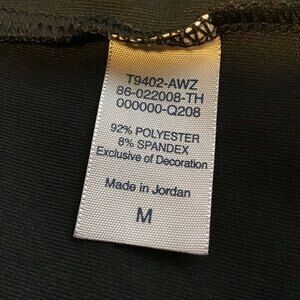 T9402-AWZ
86-022008-TH
000000-Q208
92% POLYESTER
8% SPANDEX
Exclusive of Decoration
Made in Jordan
M